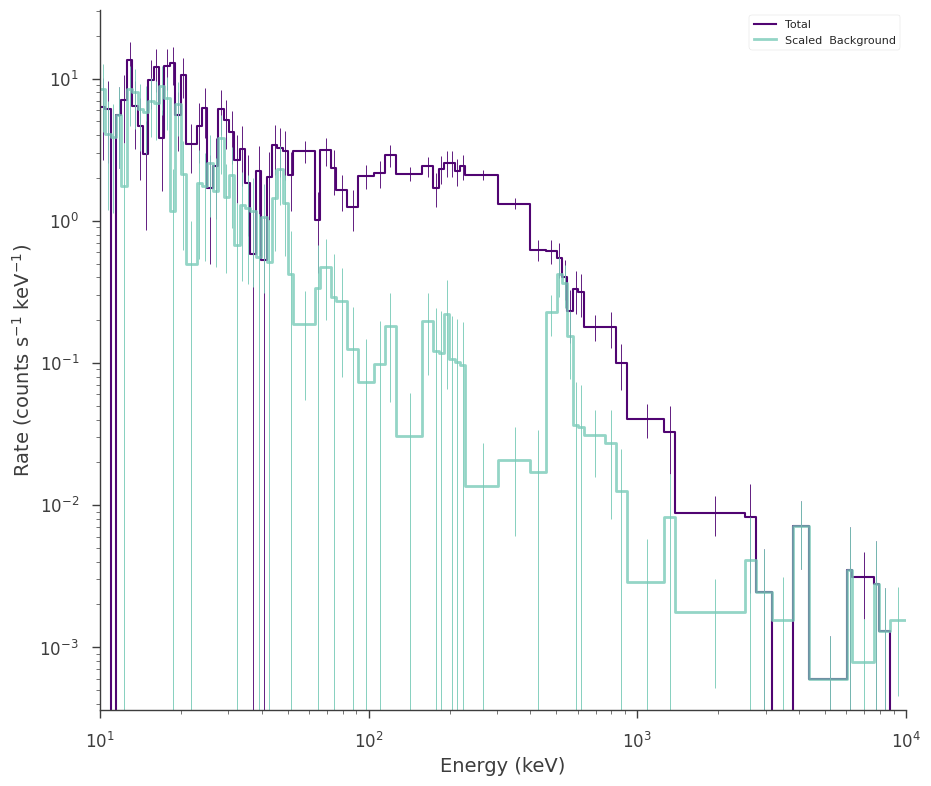 Total
Scaled Background
10¹
10⁰
10⁻¹
10⁻²
10⁻³
Rate (counts s⁻¹ keV⁻¹)
10¹ 10² 10³ 10⁴
Energy (keV)